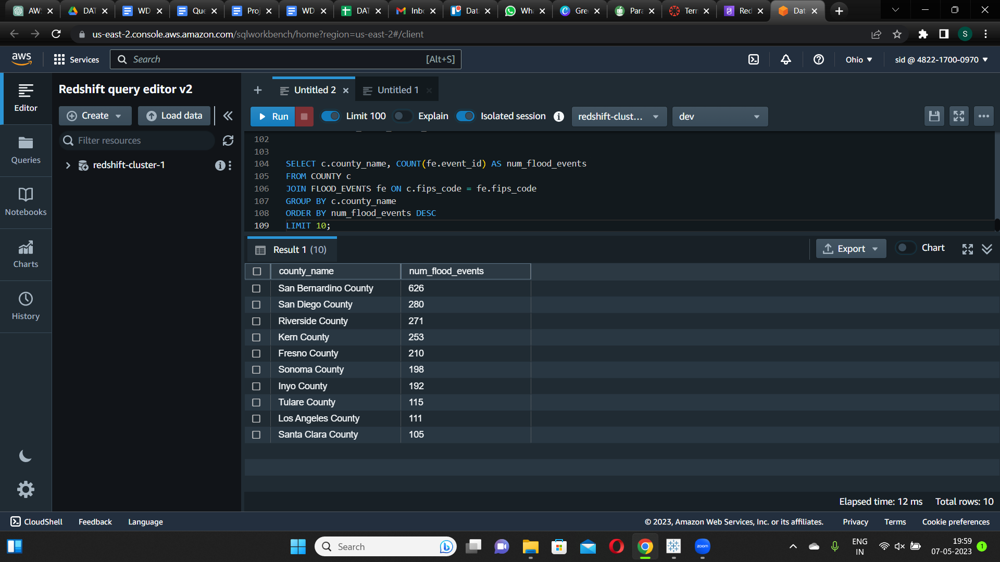 AWS
DAT
WD
Que
Proj
WD
DAT
Inbo
Data
Wha
Gre
Para
Tern
Red
Dat
us-east-2.console.aws.amazon.com/sqlworkbench/home?region=us-east-2#/client
S
aws
Services
Search
[Alt+S]
Ohio
sid @ 4822-1700-0970
Editor
Queries
Notebooks
Charts
History
Redshift query editor v2
Create
Load data
Filter resources
redshift-cluster-1
Untitled 2
Untitled 1
Run
Limit 100
Explain
Isolated session
redshift-clust...
dev
102
103
104 SELECT c.county_name, COUNT(fe.event_id) AS num_flood_events
105 FROM COUNTY c
106 JOIN FLOOD_EVENTS fe ON c.fips_code = fe.fips_code
107 GROUP BY c.county_name
108 ORDER BY num_flood_events DESC
109 LIMIT 10;
Result 1 (10)
Export
Chart
county_name num_flood_events
San Bernardino County 626
San Diego County 280
Riverside County 271
Kern County 253
Fresno County 210
Sonoma County 198
Inyo County 192
Tulare County 115
Los Angeles County 111
Santa Clara County 105
Elapsed time: 12 ms Total rows: 10
CloudShell
Feedback
Language
© 2023, Amazon Web Services, Inc. or its affiliates.
Privacy
Terms
Cookie preferences
Search
zoom
ENG
IN
19:59
07-05-2023
1